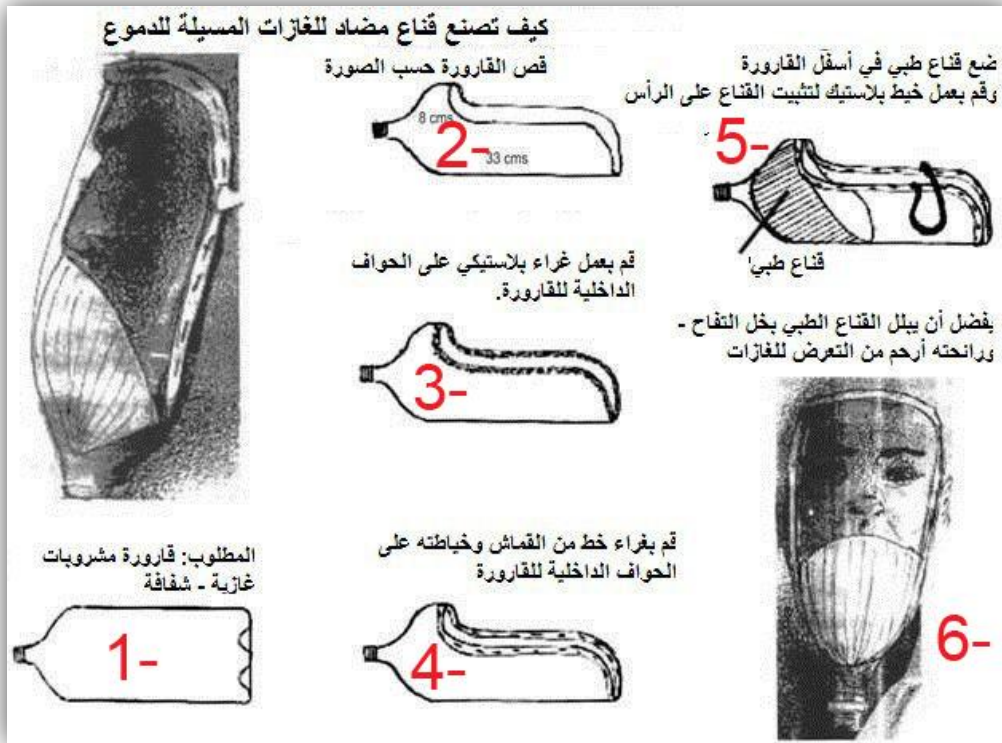 كيف تصنع قناع مضاد للغازات المسيلة للدموع
المطلوب: قارورة مشروبات
غازية - شفافة
1-
قص القارورة حسب الصورة
8 cms
33 cms
2-
قم بعمل غراء بلاستيكي على الحواف
الداخلية للقارورة.
3-
قم بغراء خط من القماش وخياطته على
الحواف الداخلية للقارورة
4-
ضع قناع طبي في أسفل القارورة
وقم بعمل خيط بلاستيك لتثبيت القناع على الرأس
5-
قناع طبي
يفضل أن يبلل القناع الطبي بخل التفاح -
ورائحته أرحم من التعرض للغازات
6-